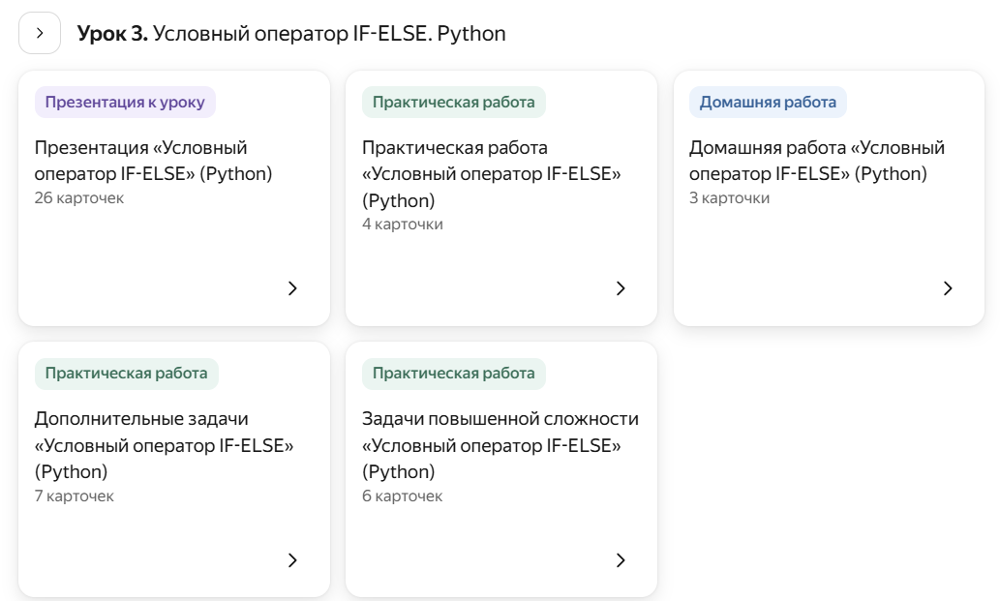 Урок 3. Условный оператор IF-ELSE. Python
Презентация к уроку
Презентация «Условный
оператор IF-ELSE» (Python)
26 карточек
Практическая работа
Практическая работа
«Условный оператор IF-ELSE»
(Python)
4 карточки
Домашняя работа
Домашняя работа «Условный
оператор IF-ELSE» (Python)
3 карточки
Практическая работа
Дополнительные задачи
«Условный оператор IF-ELSE»
(Python)
7 карточек
Практическая работа
Задачи повышенной сложности
«Условный оператор IF-ELSE»
(Python)
6 карточек